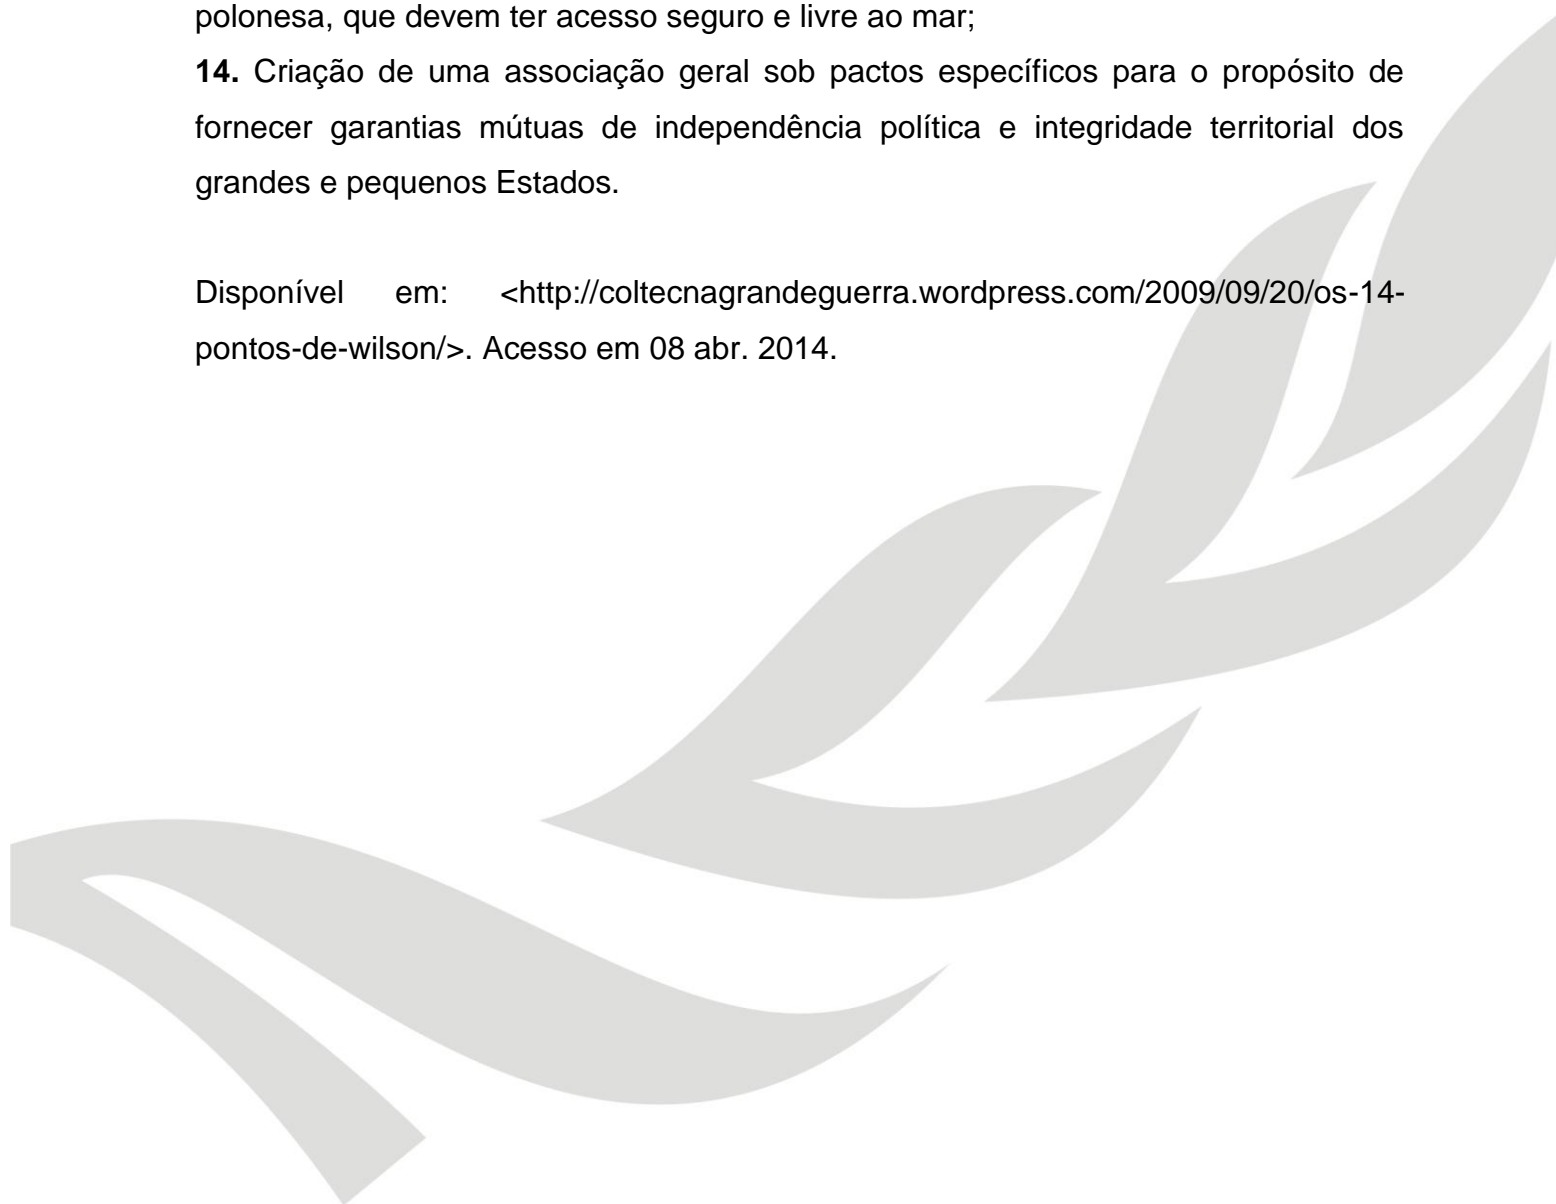 polonesa, que devem ter acesso seguro e livre ao mar;
14. Criação de uma associação geral sob pactos específicos para o propósito de
fornecer garantias mútuas de independência política e integridade territorial dos
grandes e pequenos Estados.
Disponível em: <http://coltecnagrandeguerra.wordpress.com/2009/09/20/os-14-
pontos-de-wilson/>. Acesso em 08 abr. 2014.